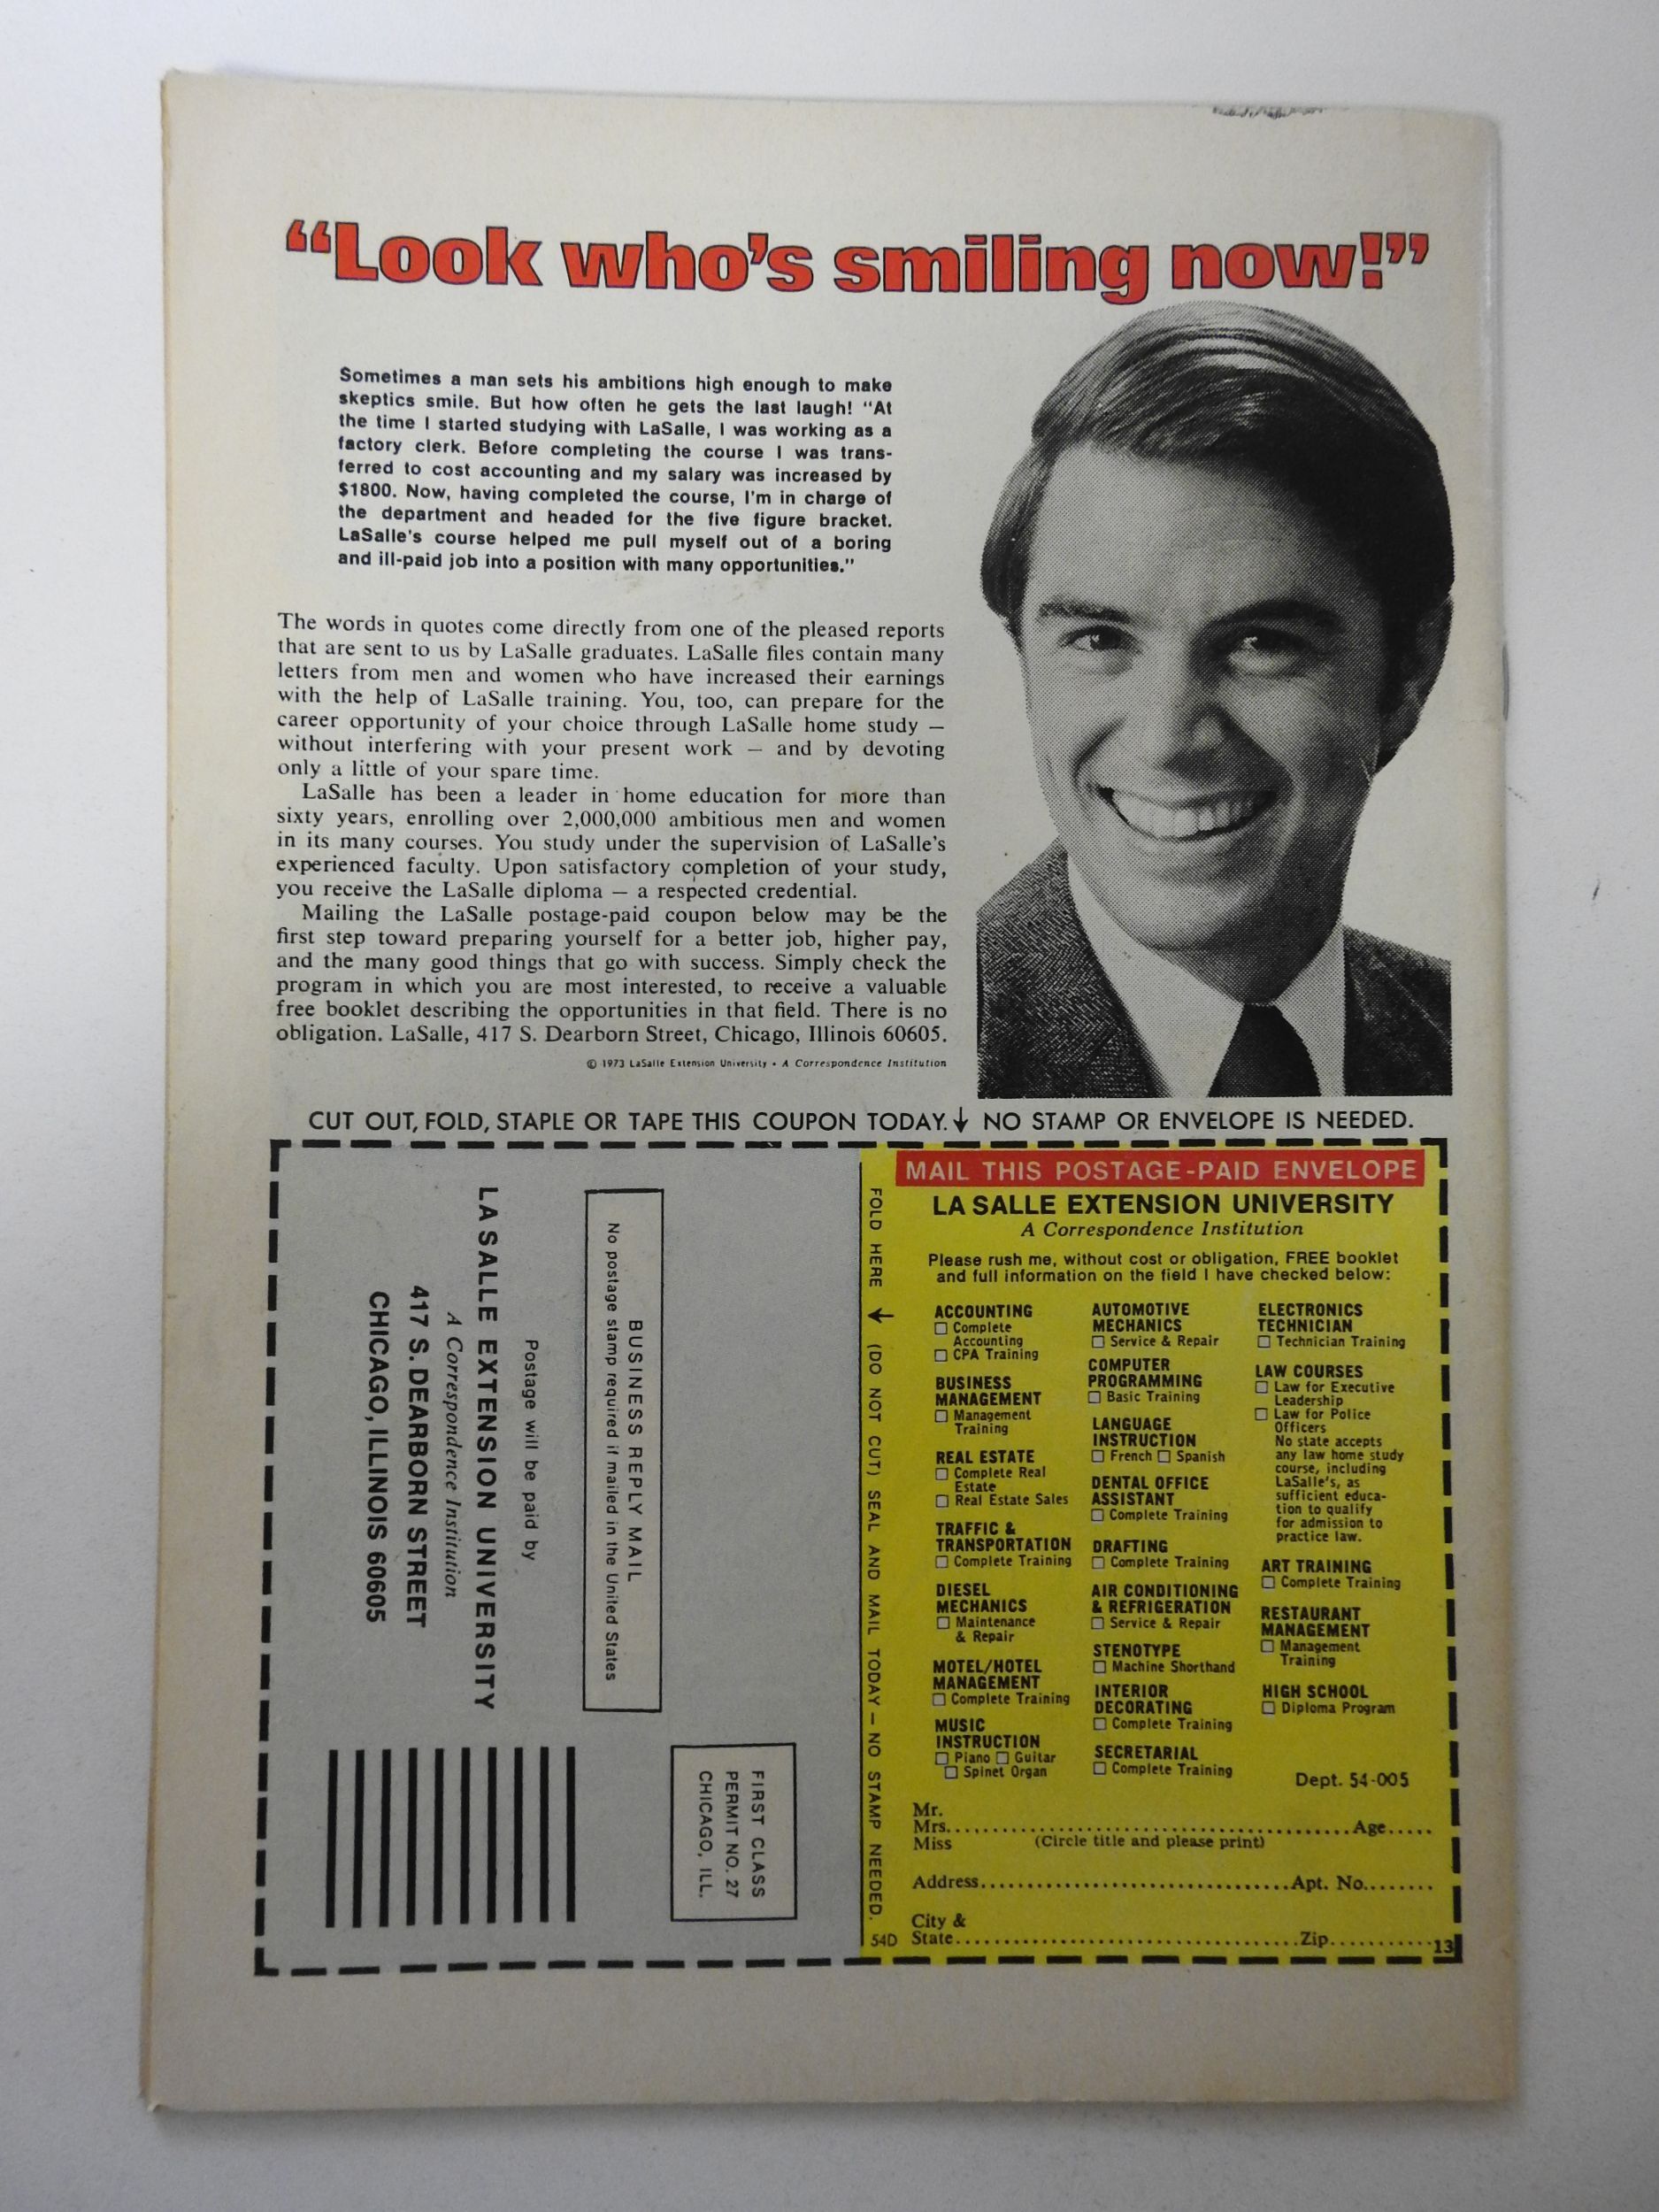 “Look who’s smiling now!”
Sometimes a man sets his ambitions high enough to make
skeptics smile. But how often he gets the last laugh! “At
the time I started studying with LaSalle, I was working as a
factory clerk. Before completing the course I was trans-
ferred to cost accounting and my salary was increased by
$1800. Now, having completed the course, I’m in charge of
the department and headed for the five figure bracket.
LaSalle’s course helped me pull myself out of a boring
and ill-paid job into a position with many opportunities.”
The words in quotes come directly from one of the pleased reports
that are sent to us by LaSalle graduates. LaSalle files contain many
letters from men and women who have increased their earnings
with the help of LaSalle training. You, too, can prepare for the
career opportunity of your choice through LaSalle home study —
without interfering with your present work — and by devoting
only a little of your spare time.
LaSalle has been a leader in home education for more than
sixty years, enrolling over 2,000,000 ambitious men and women
in its many courses. You study under the supervision of LaSalle’s
experienced faculty. Upon satisfactory completion of your study,
you receive the LaSalle diploma — a respected credential.
Mailing the LaSalle postage-paid coupon below may be the
first step toward preparing yourself for a better job, higher pay,
and the many good things that go with success. Simply check the
program in which you are most interested, to receive a valuable
free booklet describing the opportunities in that field. There is no
obligation. LaSalle, 417 S. Dearborn Street, Chicago, Illinois 60605.
© 1973 LaSalle Extension University • A Correspondence Institution
CUT OUT, FOLD, STAPLE OR TAPE THIS COUPON TODAY. ↓ NO STAMP OR ENVELOPE IS NEEDED.
FIRST CLASS
PERMIT NO. 27
CHICAGO, ILL.
BUSINESS REPLY MAIL
No postage stamp required if mailed in the United States
Postage will be paid by
LA SALLE EXTENSION UNIVERSITY
A Correspondence Institution
417 S. DEARBORN STREET
CHICAGO, ILLINOIS 60605
FOLD HERE ↓ (DO NOT CUT) SEAL AND MAIL TODAY — NO STAMP NEEDED.
54D
MAIL THIS POSTAGE-PAID ENVELOPE
LA SALLE EXTENSION UNIVERSITY
A Correspondence Institution
Please rush me, without cost or obligation, FREE booklet
and full information on the field I have checked below:
ACCOUNTING
☐ Complete
Accounting
☐ CPA Training
BUSINESS
MANAGEMENT
☐ Management
Training
REAL ESTATE
☐ Complete Real
Estate
☐ Real Estate Sales
TRAFFIC &
TRANSPORTATION
☐ Complete Training
DIESEL
MECHANICS
☐ Maintenance
& Repair
MOTEL/HOTEL
MANAGEMENT
☐ Complete Training
MUSIC
INSTRUCTION
☐ Piano ☐ Guitar
☐ Spinet Organ
AUTOMOTIVE
MECHANICS
☐ Service & Repair
COMPUTER
PROGRAMMING
☐ Basic Training
LANGUAGE
INSTRUCTION
☐ French ☐ Spanish
DENTAL OFFICE
ASSISTANT
☐ Complete Training
DRAFTING
☐ Complete Training
AIR CONDITIONING
& REFRIGERATION
☐ Service & Repair
STENOTYPE
☐ Machine Shorthand
INTERIOR
DECORATING
☐ Complete Training
SECRETARIAL
☐ Complete Training
ELECTRONICS
TECHNICIAN
☐ Technician Training
LAW COURSES
☐ Law for Executive
Leadership
☐ Law for Police
Officers
No state accepts
any law home study
course, including
LaSalle’s, as
sufficient educa-
tion to qualify
for admission to
practice law.
ART TRAINING
☐ Complete Training
RESTAURANT
MANAGEMENT
☐ Management
Training
HIGH SCHOOL
☐ Diploma Program
Dept. 54-005
Mr.
Mrs. Age
Miss (Circle title and please print)
Address Apt. No.
City &
State Zip
13